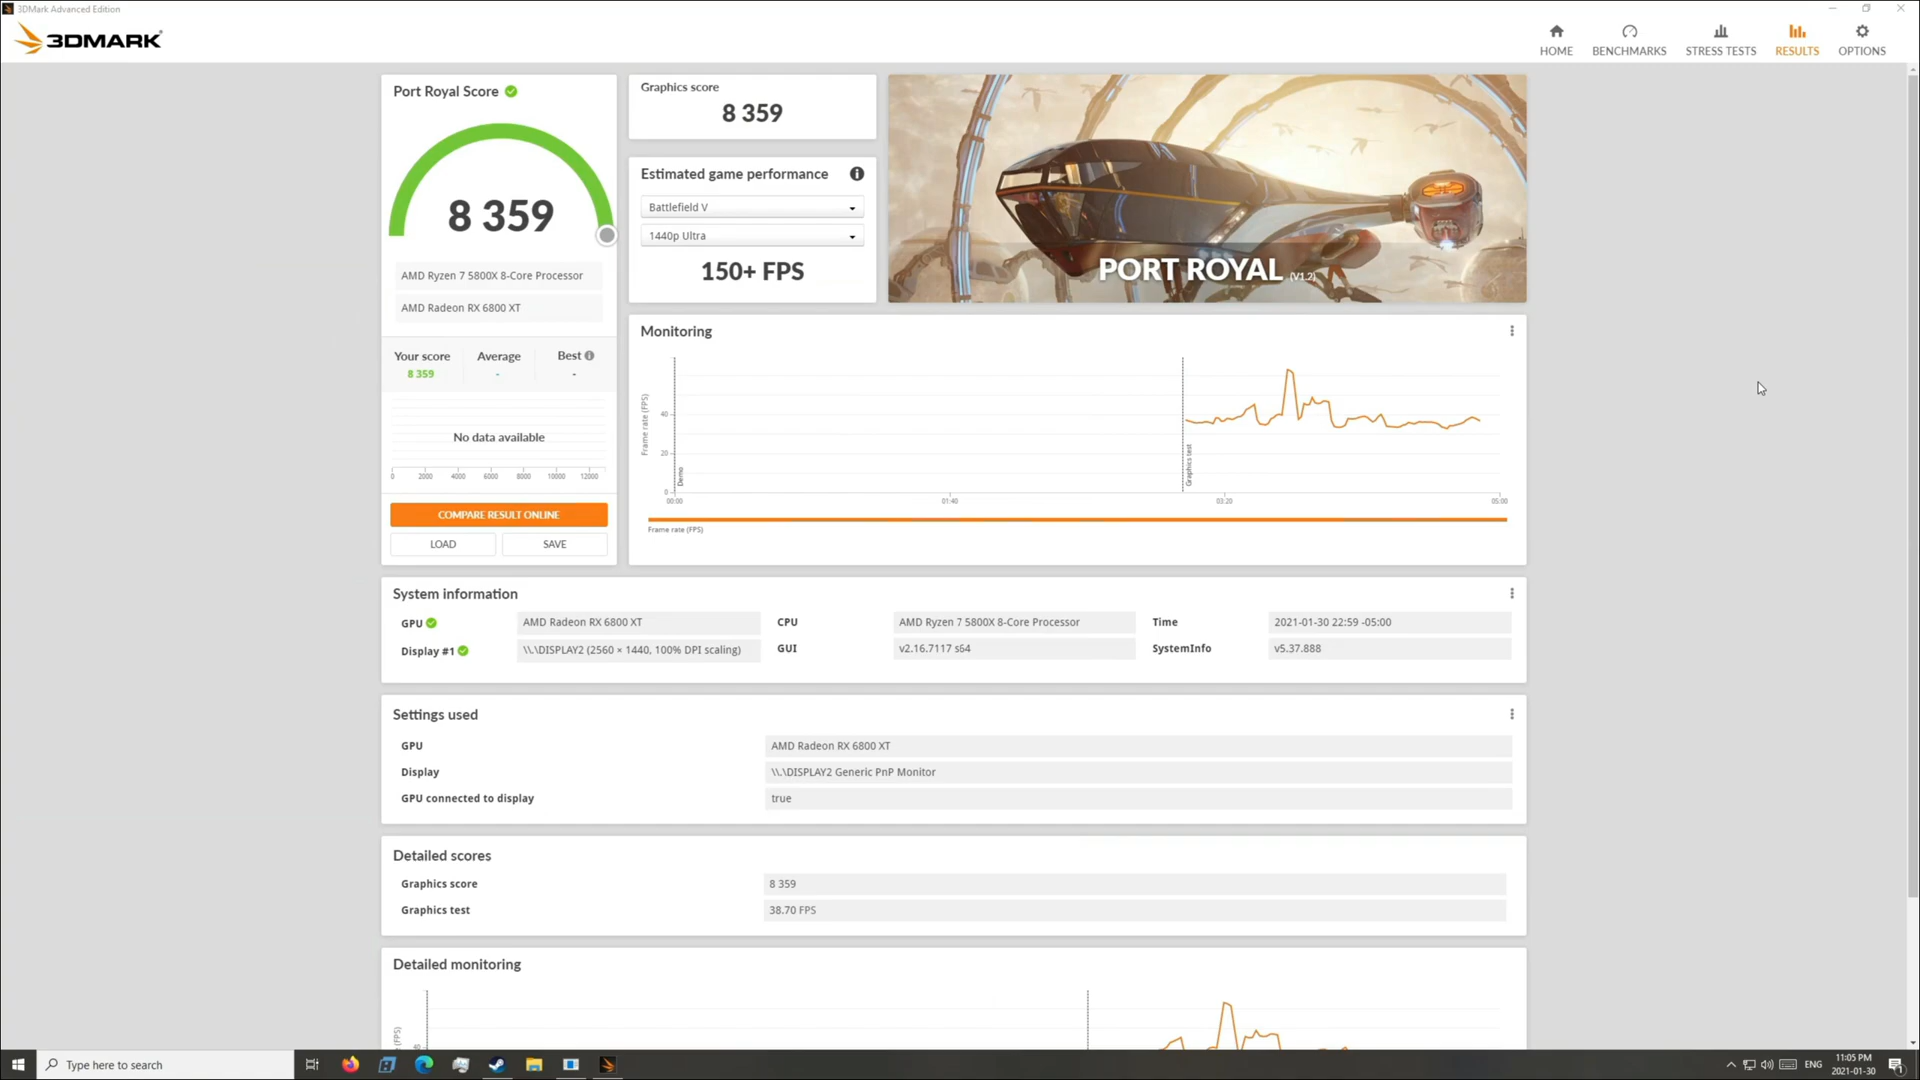 3DMark Advanced Edition
3DMARK
HOME
BENCHMARKS
STRESS TESTS
RESULTS
OPTIONS
Port Royal Score
8 359
AMD Ryzen 7 5800X 8-Core Processor
AMD Radeon RX 6800 XT
Your score
Average
Best
8 359
-
-
No data available
0 2000 4000 6000 8000 10000 12000
COMPARE RESULT ONLINE
LOAD
SAVE
Graphics score
8 359
Estimated game performance
Battlefield V
1440p Ultra
150+ FPS
PORT ROYAL (V1.2)
Monitoring
Frame rate (FPS)
40
20
0
Demo
Graphics test
00:00 01:40 03:20 05:00
Frame rate (FPS)
System information
GPU AMD Radeon RX 6800 XT CPU AMD Ryzen 7 5800X 8-Core Processor Time 2021-01-30 22:59 -05:00
Display #1 \\.\DISPLAY2 (2560 × 1440, 100% DPI scaling) GUI v2.16.7117 s64 SystemInfo v5.37.888
Settings used
GPU AMD Radeon RX 6800 XT
Display \\.\DISPLAY2 Generic PnP Monitor
GPU connected to display true
Detailed scores
Graphics score 8 359
Graphics test 38.70 FPS
Detailed monitoring
(FPS)
40
Type here to search
ENG
11:05 PM
2021-01-30